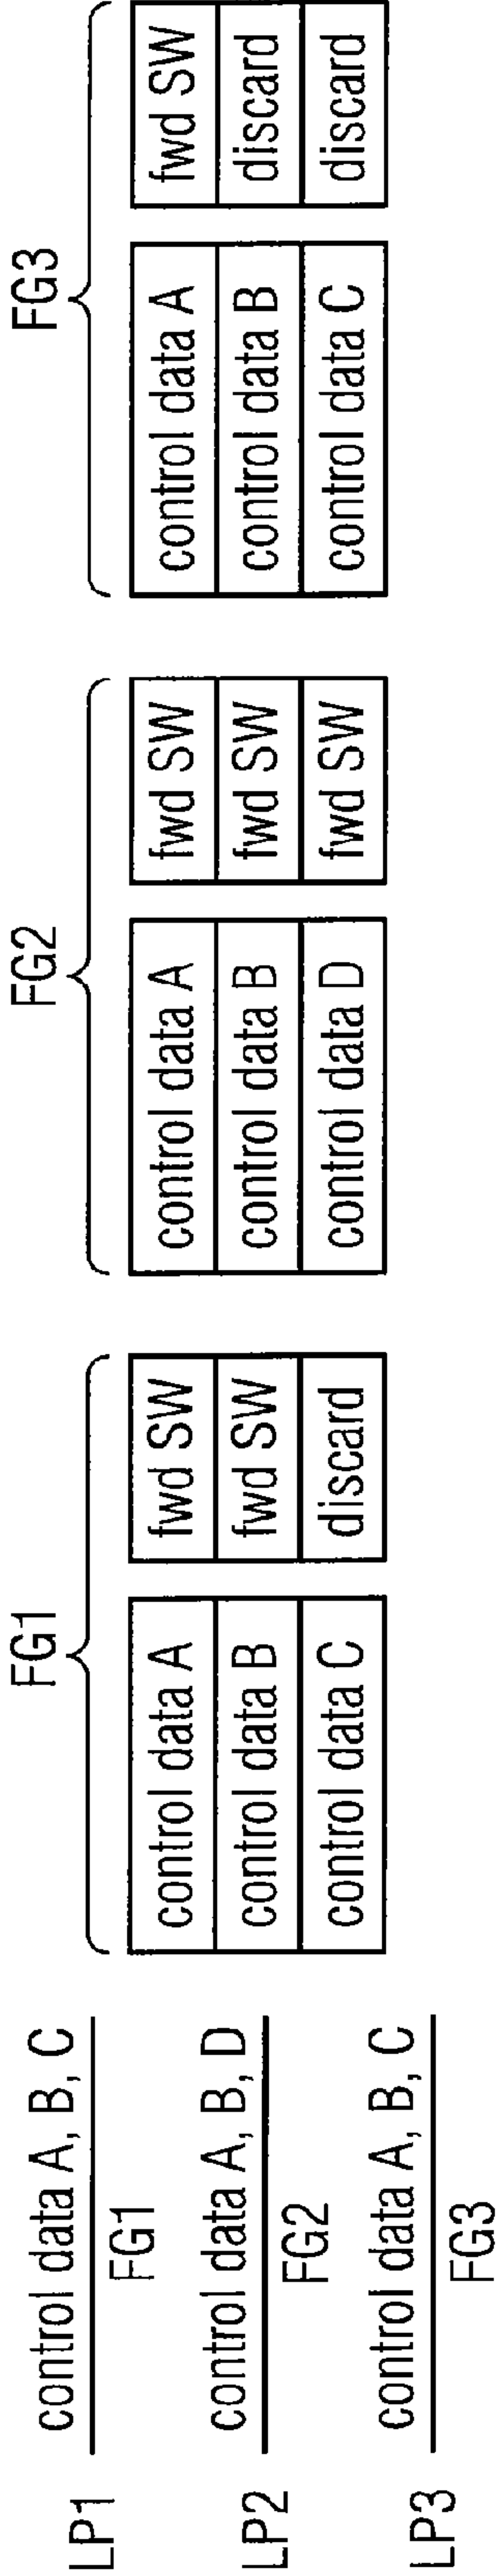 LP1
control data A, B, C
FG1
LP2
control data A, B, D
FG2
LP3
control data A, B, C
FG3
FG1
control data A fwd SW
control data B fwd SW
control data C discard
FG2
control data A fwd SW
control data B fwd SW
control data D fwd SW
FG3
control data A fwd SW
control data B discard
control data C discard